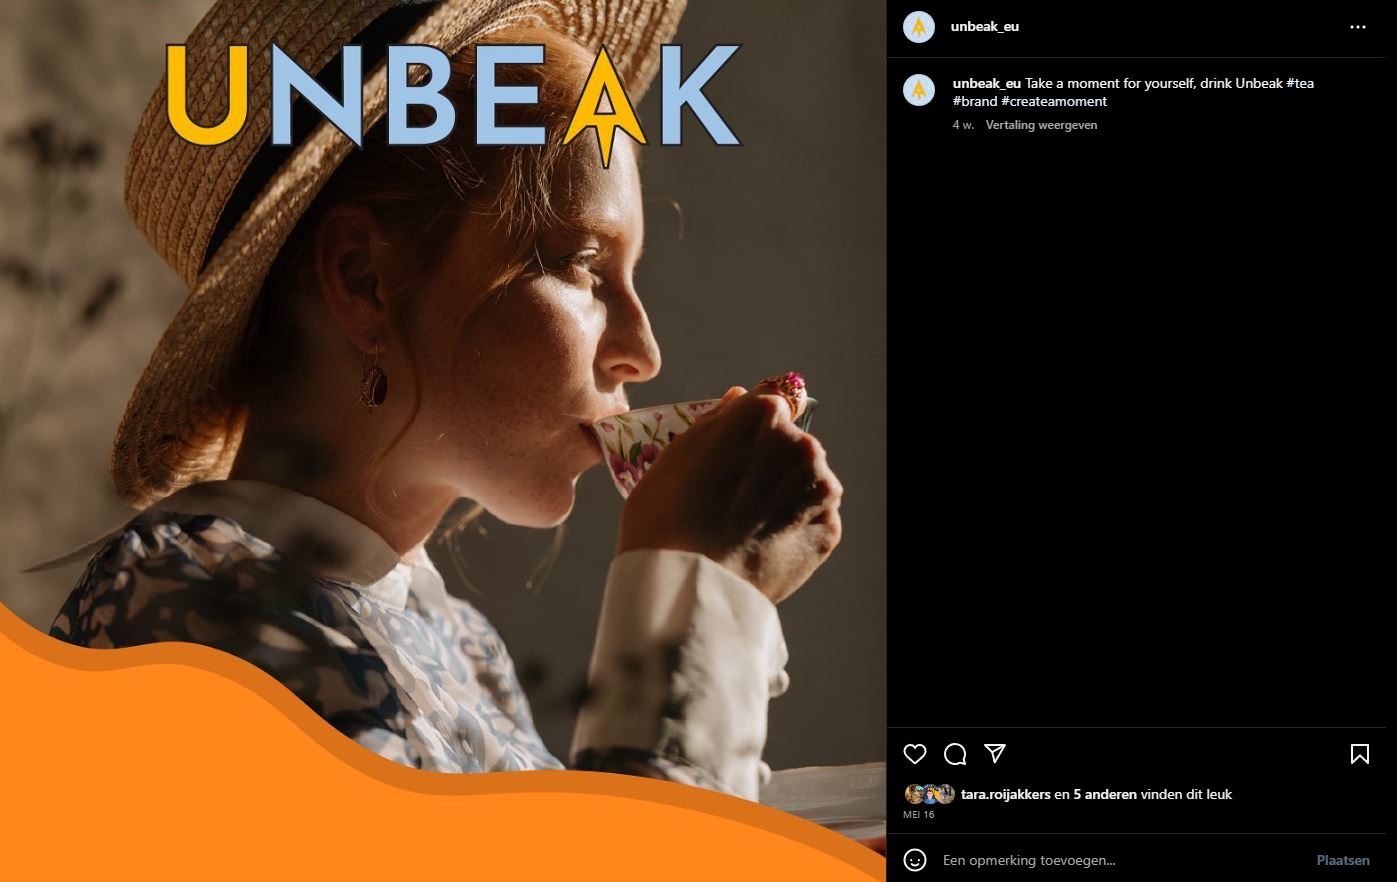 UNBEAK
unbeak_eu
unbeak_eu Take a moment for yourself, drink Unbeak #tea
#brand #createamoment
4 w. Vertaling weergeven
tara.roijakkers en 5 anderen vinden dit leuk
MEI 16
Een opmerking toevoegen...
Plaatsen